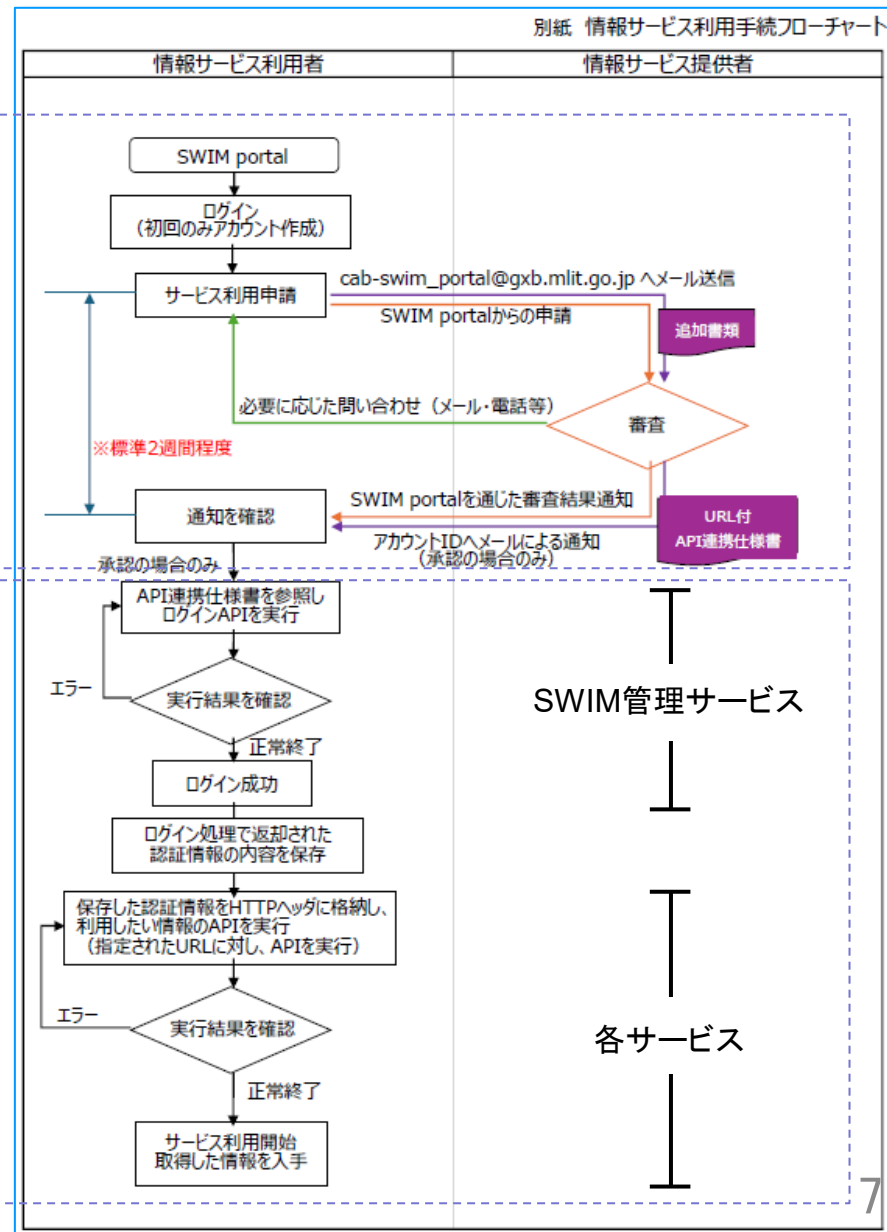 別紙 情報サービス利用手続フローチャート
情報サービス利用者
情報サービス提供者
SWIM portal
ログイン
（初回のみアカウント作成）
サービス利用申請
cab-swim_portal@gxb.mlit.go.jp へメール送信
SWIM portalからの申請
追加書類
必要に応じた問い合わせ（メール・電話等）
審査
※標準2週間程度
SWIM portalを通じた審査結果通知
通知を確認
URL付
API連携仕様書
アカウントIDへメールによる通知
（承認の場合のみ）
承認の場合のみ
API連携仕様書を参照し
ログインAPIを実行
エラー
実行結果を確認
SWIM管理サービス
正常終了
ログイン成功
ログイン処理で返却された
認証情報の内容を保存
保存した認証情報をHTTPヘッダに格納し、
利用したい情報のAPIを実行
（指定されたURLに対し、APIを実行）
エラー
実行結果を確認
各サービス
正常終了
サービス利用開始
取得した情報を入手
7